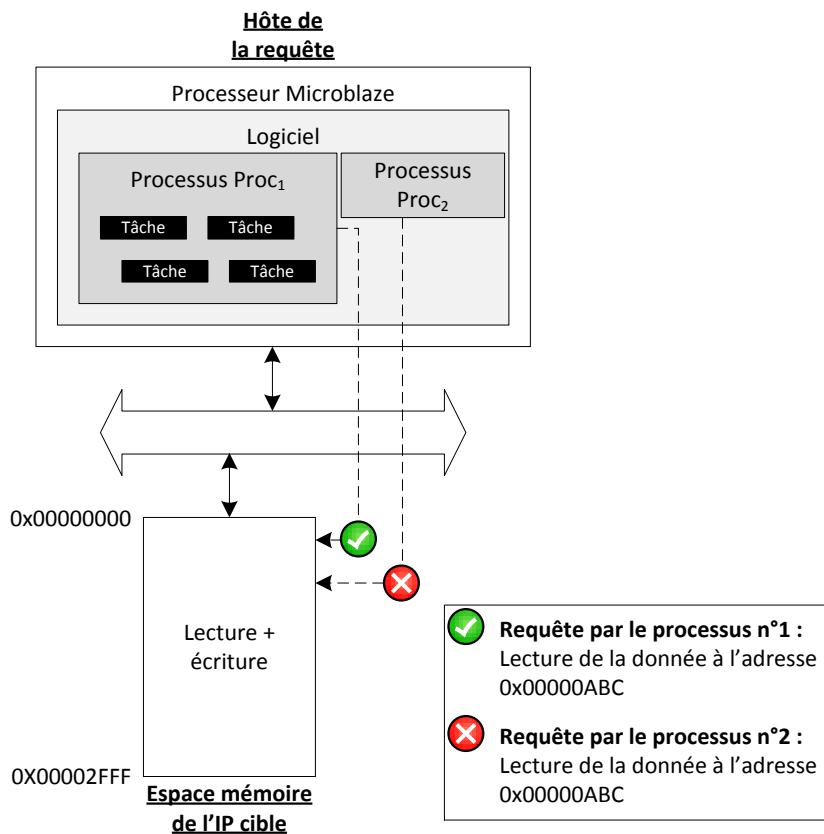 Hôte de
la requête
Processeur Microblaze
Logiciel
Processus Proc₁
Processus
Proc₂
Tâche
Tâche
Tâche
Tâche
0x00000000
Lecture +
écriture
0X00002FFF
Espace mémoire
de l'IP cible
Requête par le processus n°1 :
Lecture de la donnée à l'adresse
0x00000ABC
Requête par le processus n°2 :
Lecture de la donnée à l'adresse
0x00000ABC